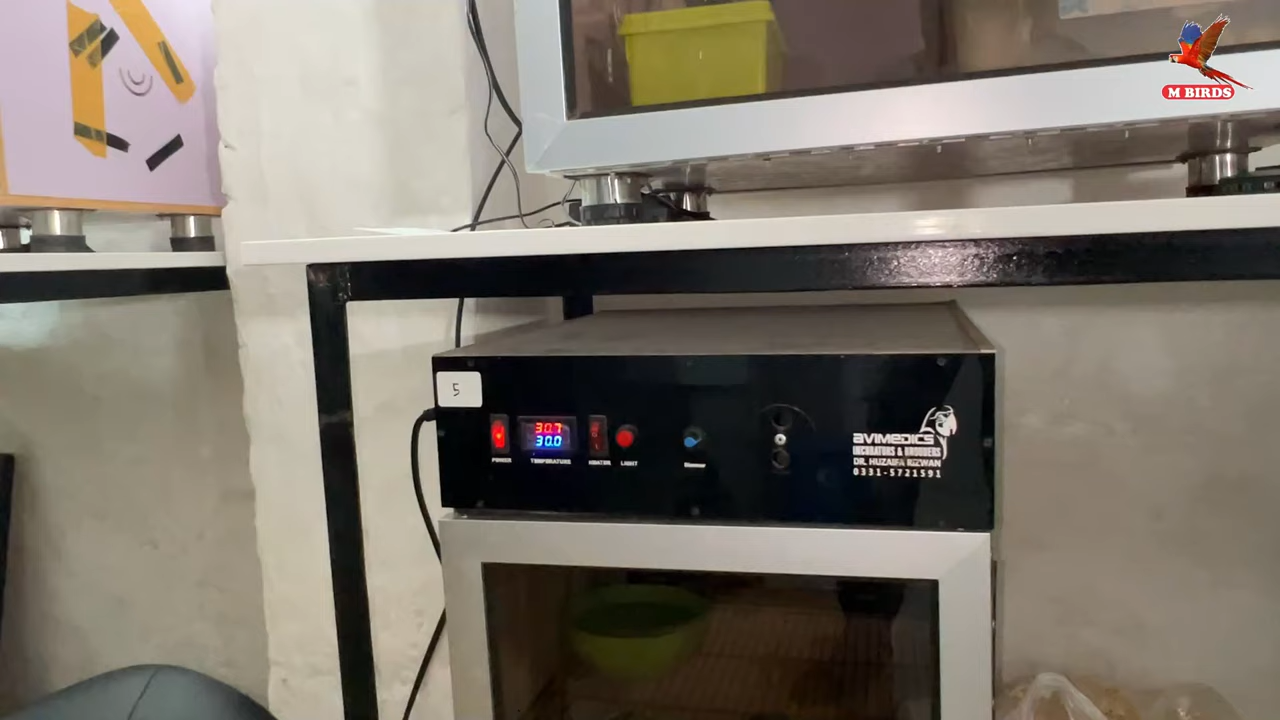 M BIRDS
5
30.7
30.0
POWER
TEMPERATURE
HEATER
LIGHT
Dimmer
AVIMEDICS
INCUBATORS & BROODERS
DR. HUZAIFA RIZWAN
0331-5721591